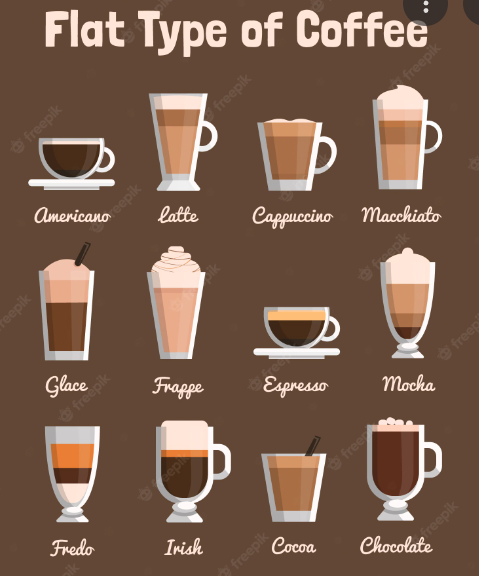 Flat Type of Coffee
Americano Latte Cappuccino Macchiato
Glace Frappe Espresso Mocha
Fredo Irish Cocoa Chocolate
freepik